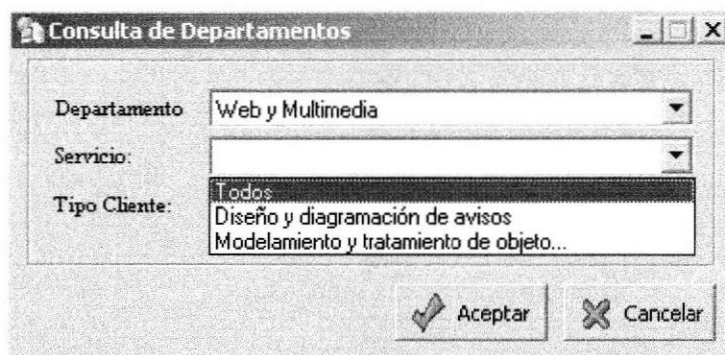 Consulta de Departamentos
Departamento Web y Multimedia
Servicio:
Todos
Tipo Cliente:
Diseño y diagramación de avisos
Modelamiento y tratamiento de objeto...
Aceptar Cancelar